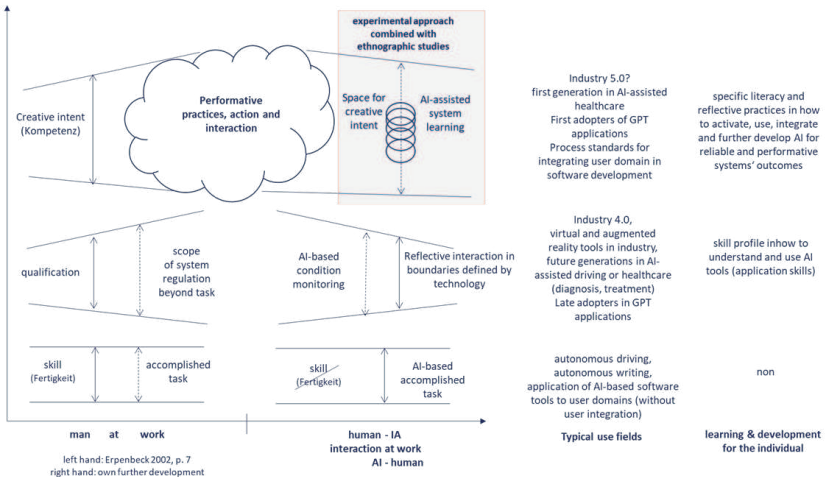 experimental approach
combined with
ethnographic studies
Creative intent
(Kompetenz)
Performative
practices, action and
interaction
Space for
creative
intent
AI-assisted
system
learning
Industry 5.0?
first generation in AI-assisted
healthcare
First adopters of GPT
applications
Process standards for
integrating user domain in
software development
specific literacy and
reflective practices in how
to activate, use, integrate
and further develop AI for
reliable and performative
systems' outcomes
qualification
scope
of system
regulation
beyond task
AI-based
condition
monitoring
Reflective interaction in
boundaries defined by
technology
Industry 4.0,
virtual and augmented
reality tools in industry,
future generations in AI-
assisted driving or healthcare
(diagnosis, treatment)
Late adopters in GPT
applications
skill profile inhow to
understand and use AI
tools (application skills)
skill
(Fertigkeit)
accomplished
task
skill
(Fertigkeit)
AI-based
accomplished
task
autonomous driving,
autonomous writing,
application of AI-based software
tools to user domains (without
user integration)
non
man at work
human - IA
interaction at work
AI - human
Typical use fields
learning & development
for the individual
left hand: Erpenbeck 2002, p. 7
right hand: own further development